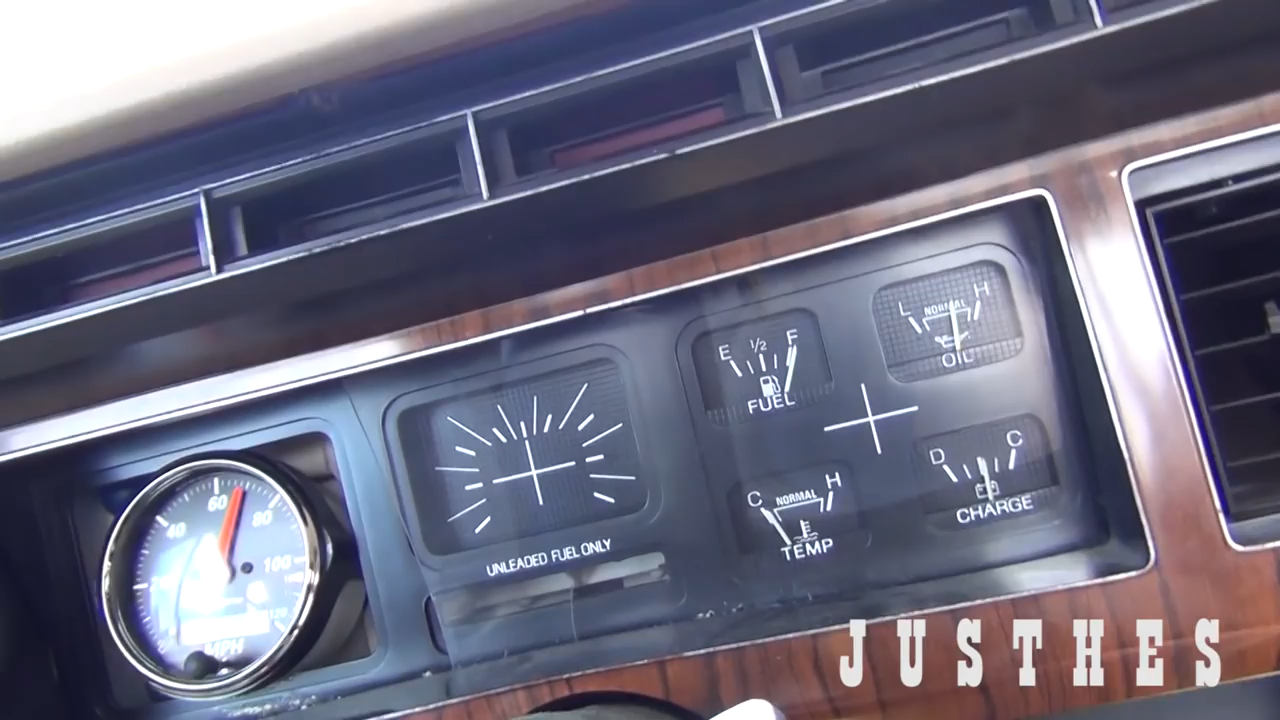 60
40
80
100
120
MPH
UNLEADED FUEL ONLY
E ½ F
FUEL
L NORMAL H
OIL
C NORMAL H
TEMP
D C
CHARGE
JUSTHES